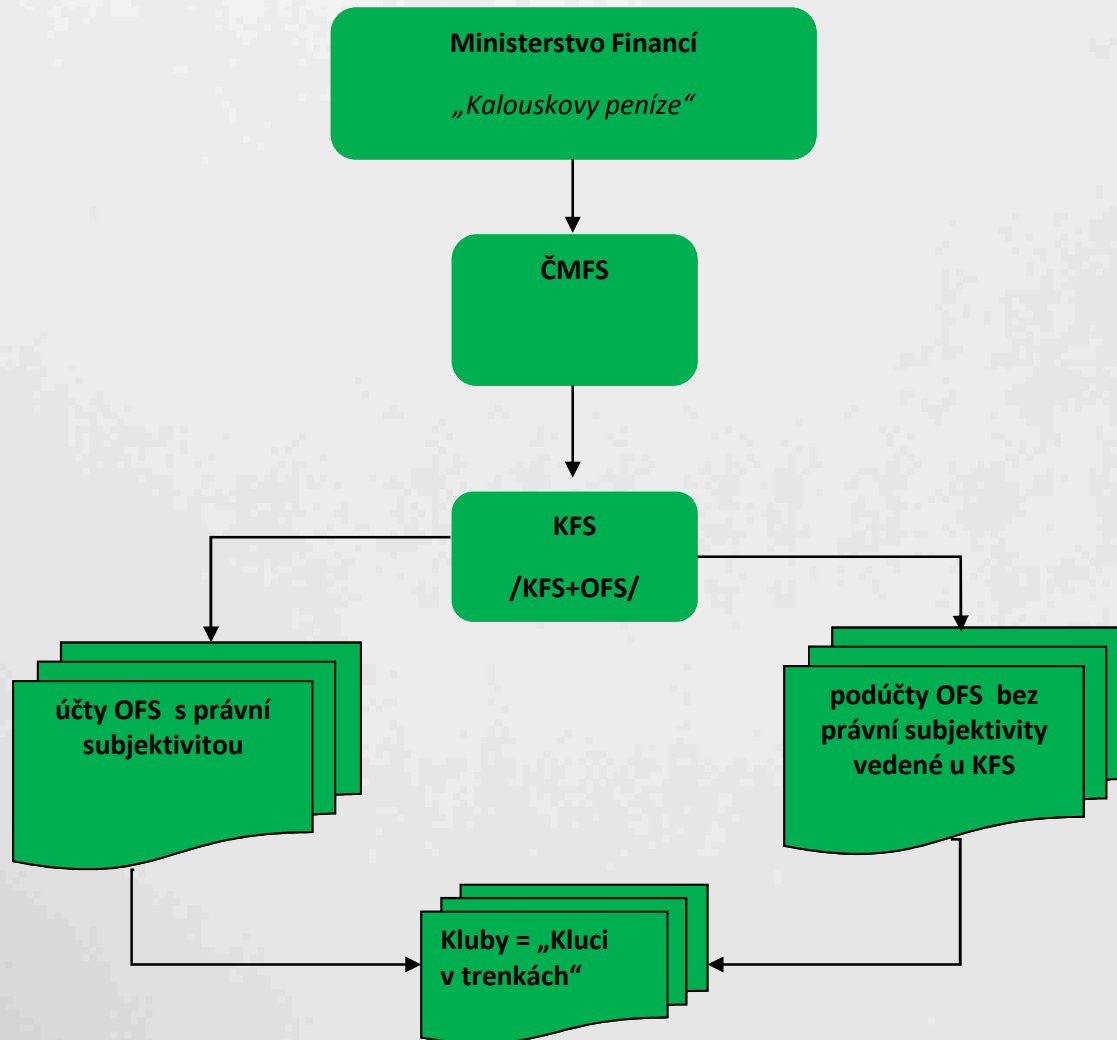 Ministerstvo Financí
„Kalouskovy peníze“
ČMFS
KFS
/KFS+OFS/
účty OFS s právní
subjektivitou
podúčty OFS bez
právní subjektivity
vedené u KFS
Kluby = „Kluci
v trenkách“